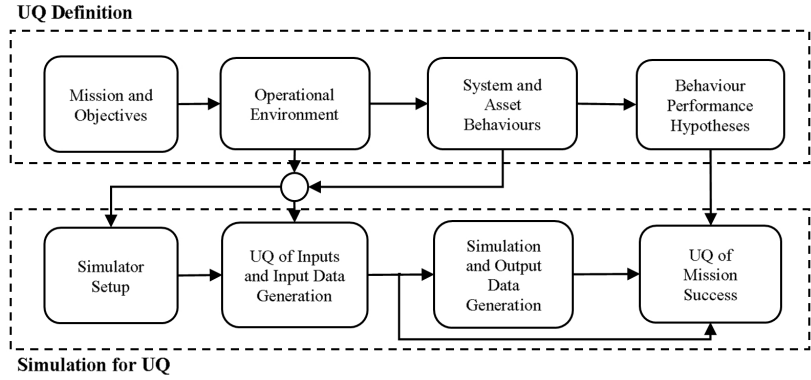 UQ Definition
Mission and
Objectives
Operational
Environment
System and
Asset
Behaviours
Behaviour
Performance
Hypotheses
Simulator
Setup
UQ of Inputs
and Input Data
Generation
Simulation
and Output
Data
Generation
UQ of
Mission
Success
Simulation for UQ